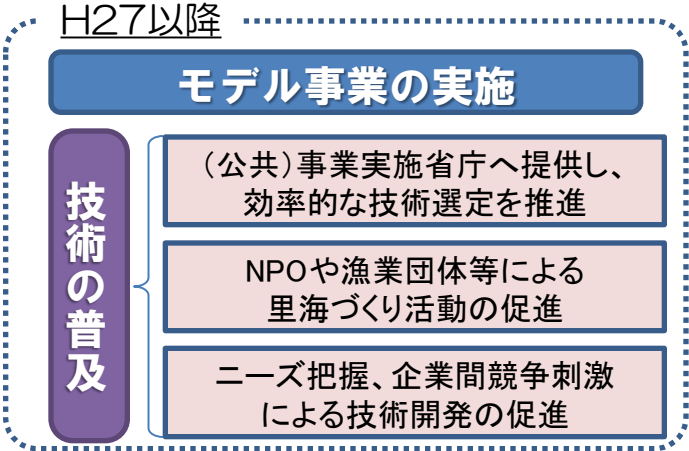 H27以降
モデル事業の実施
技術の普及
（公共）事業実施省庁へ提供し、
効率的な技術選定を推進
NPOや漁業団体等による
里海づくり活動の促進
ニーズ把握、企業間競争刺激
による技術開発の促進